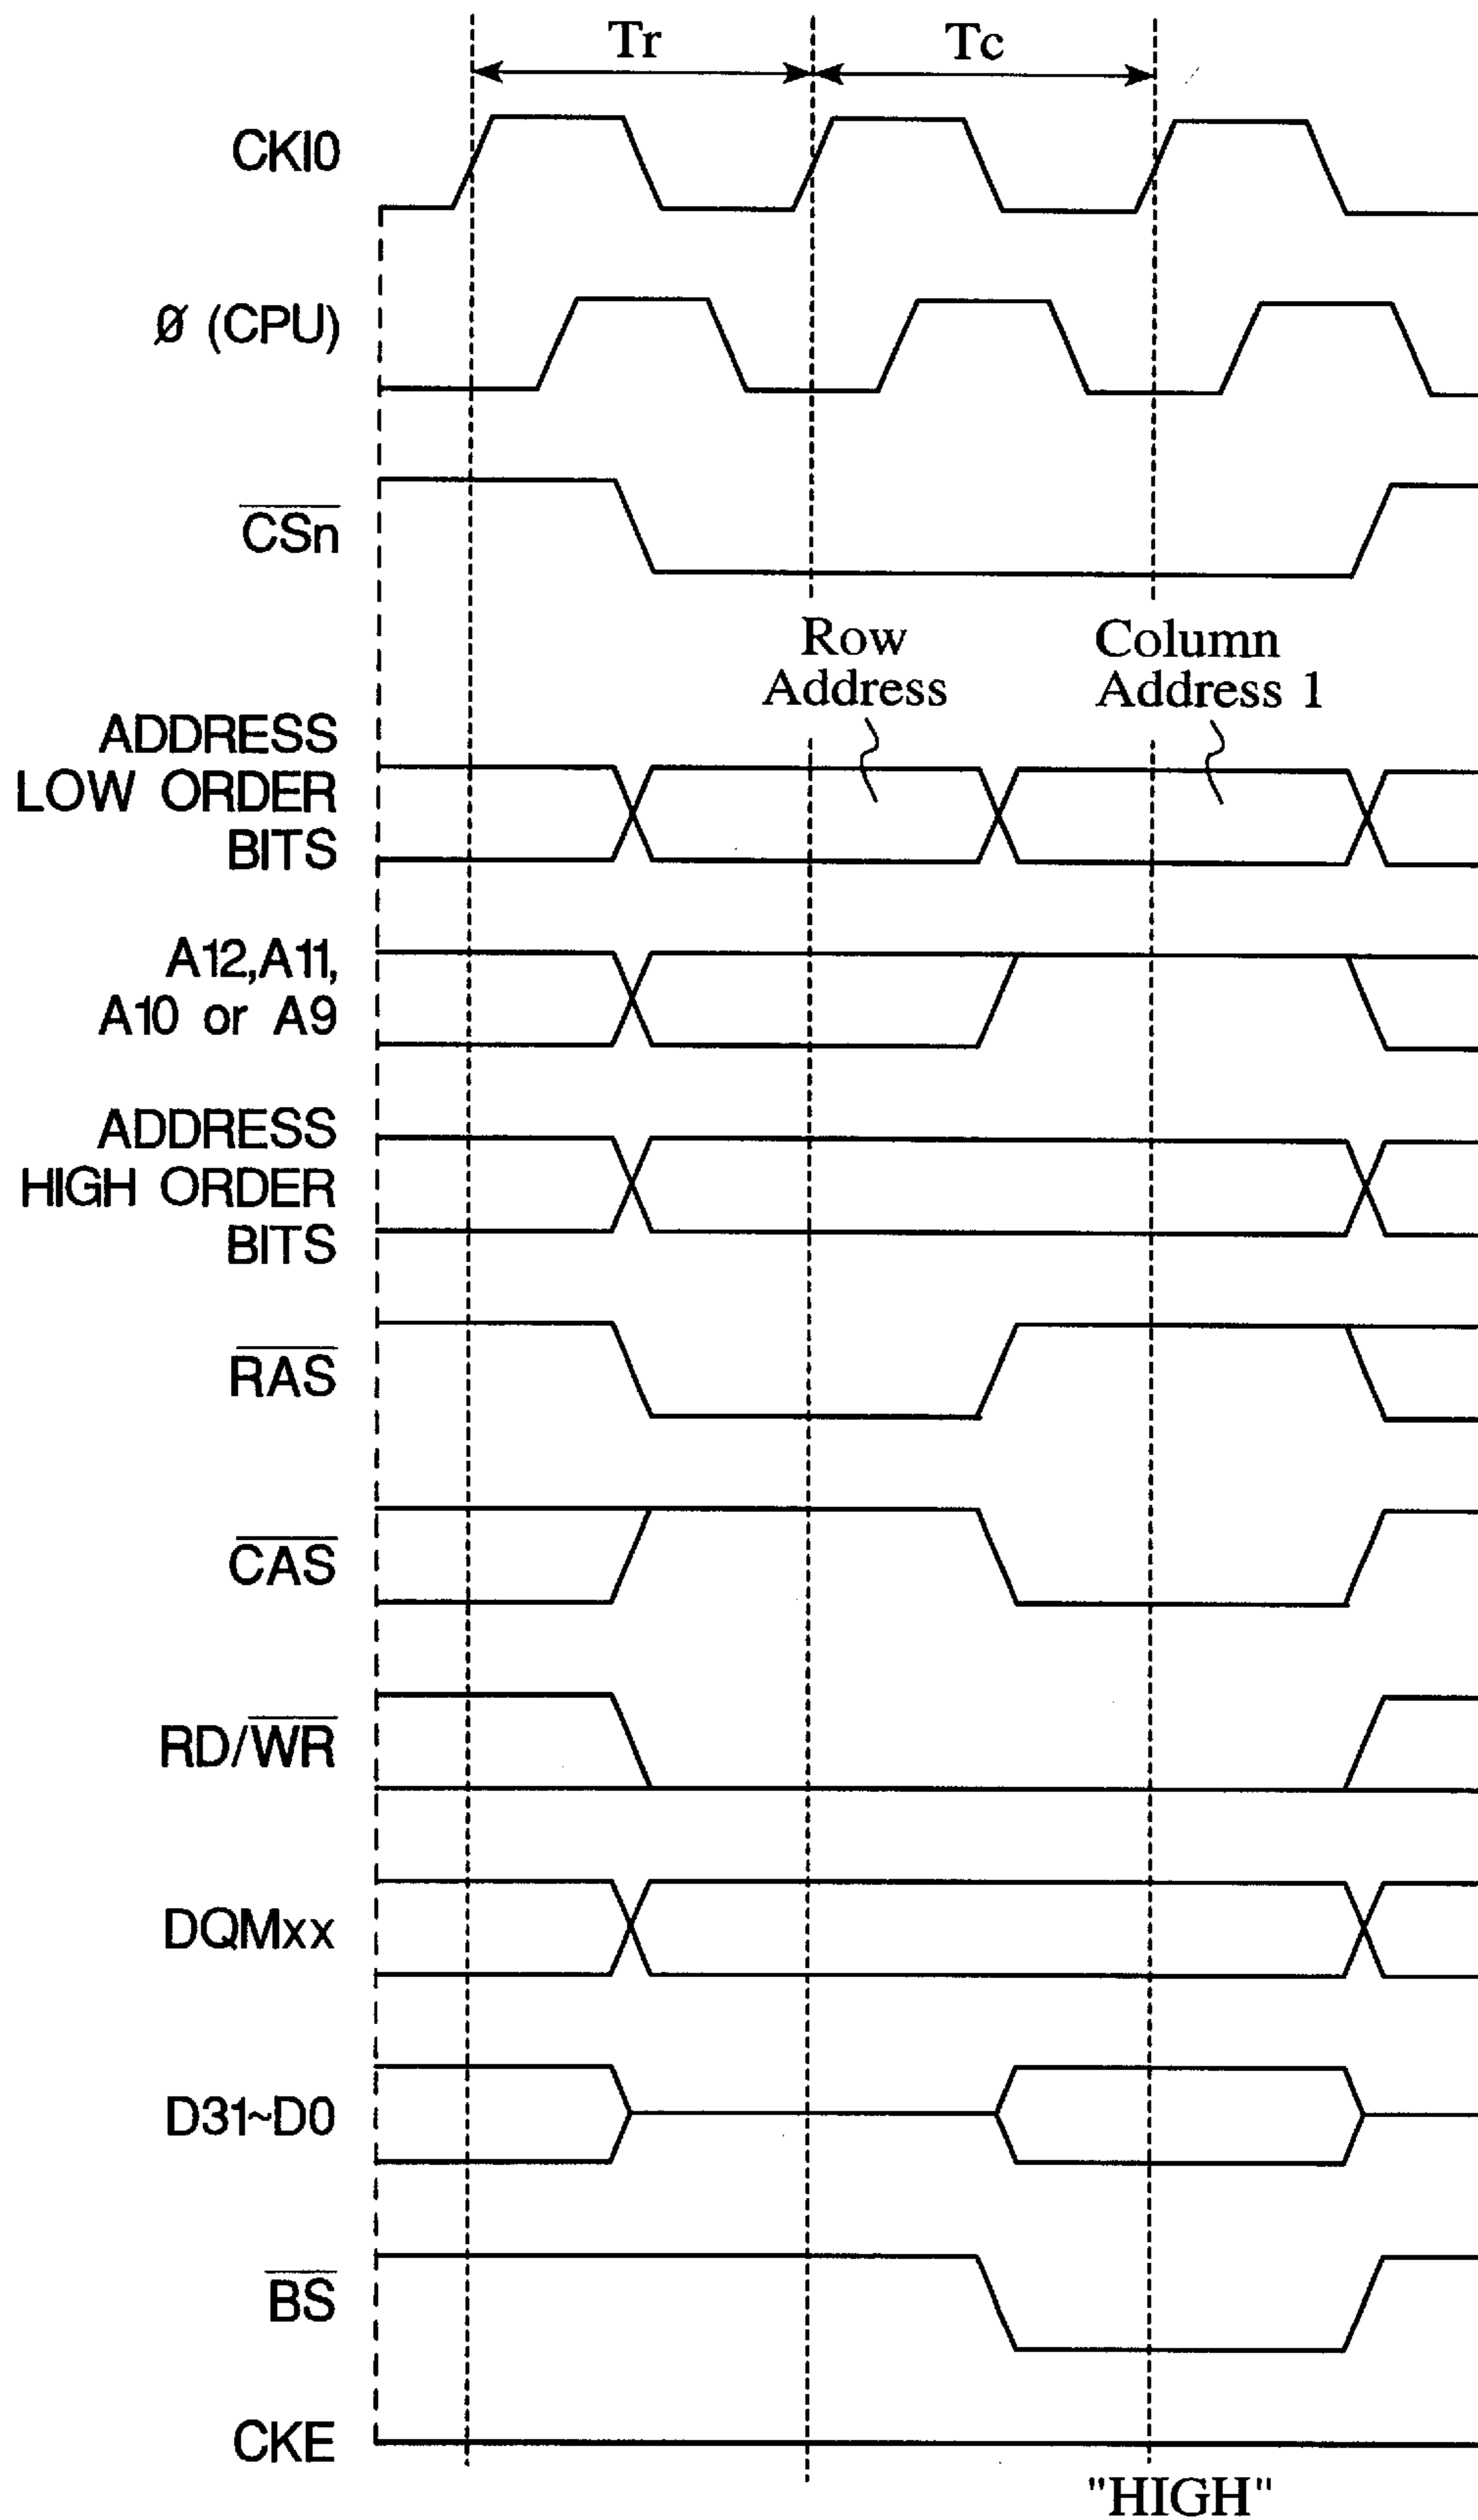 Tr
Tc
CKIO
Ø (CPU)
CSn
Row
Address
Column
Address 1
ADDRESS
LOW ORDER
BITS
A12,A11,
A10 or A9
ADDRESS
HIGH ORDER
BITS
RAS
CAS
RD/WR
DQMxx
D31~D0
BS
CKE
"HIGH"